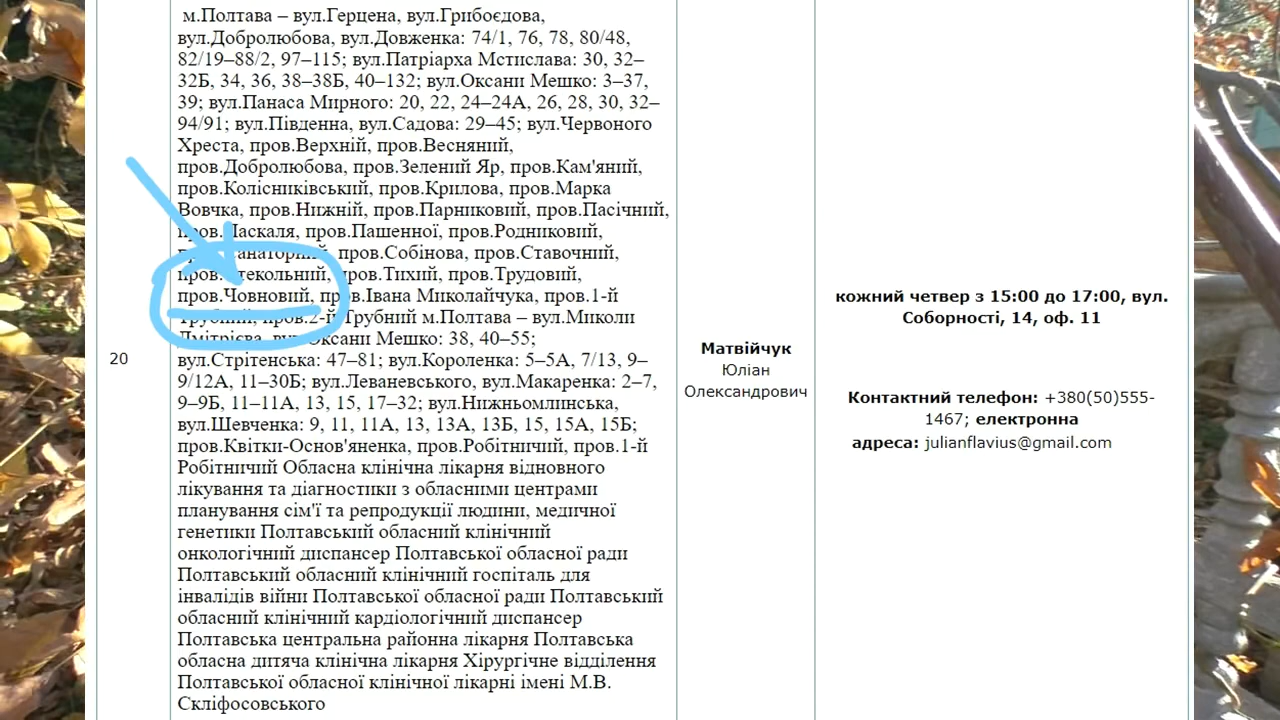 м.Полтава – вул.Герцена, вул.Грибоєдова,
вул.Добролюбова, вул.Довженка: 74/1, 76, 78, 80/48,
82/19–88/2, 97–115; вул.Патріарха Мстислава: 30, 32–
32Б, 34, 36, 38–38Б, 40–132; вул.Оксани Мешко: 3–37,
39; вул.Панаса Мирного: 20, 22, 24–24А, 26, 28, 30, 32–
94/91; вул.Південна, вул.Садова: 29–45; вул.Червоного
Хреста, пров.Верхній, пров.Весняний,
пров.Добролюбова, пров.Зелений Яр, пров.Кам'яний,
пров.Колісниківський, пров.Крилова, пров.Марка
Вовчка, пров.Нижній, пров.Парниковий, пров.Пасічний,
пров.Паскаля, пров.Пашенної, пров.Родниковий,
пров.Санаторний, пров.Собінова, пров.Ставочний,
пров.Стекольний, пров.Тихий, пров.Трудовий,
пров.Човновий, пров.Івана Миколайчука, пров.1-й
Трубний, пров.2-й Трубний м.Полтава – вул.Миколи
Дмітрієва, вул.Оксани Мешко: 38, 40–55;
вул.Стрітенська: 47–81; вул.Короленка: 5–5А, 7/13, 9–
9/12А, 11–30Б; вул.Леваневського, вул.Макаренка: 2–7,
9–9Б, 11–11А, 13, 15, 17–32; вул.Нижньомлинська,
вул.Шевченка: 9, 11, 11А, 13, 13А, 13Б, 15, 15А, 15Б;
пров.Квітки-Основ'яненка, пров.Робітничий, пров.1-й
Робітничий Обласна клінічна лікарня відновного
лікування та діагностики з обласними центрами
планування сім'ї та репродукції людини, медичної
генетики Полтавський обласний клінічний
онкологічний диспансер Полтавської обласної ради
Полтавський обласний клінічний госпіталь для
інвалідів війни Полтавської обласної ради Полтавський
обласний клінічний кардіологічний диспансер
Полтавська центральна районна лікарня Полтавська
обласна дитяча клінічна лікарня Хірургічне відділення
Полтавської обласної клінічної лікарні імені М.В.
Скліфосовського
20
Матвійчук
Юліан
Олександрович
кожний четвер з 15:00 до 17:00, вул.
Соборності, 14, оф. 11
Контактний телефон: +380(50)555-
1467; електронна
адреса: julianflavius@gmail.com